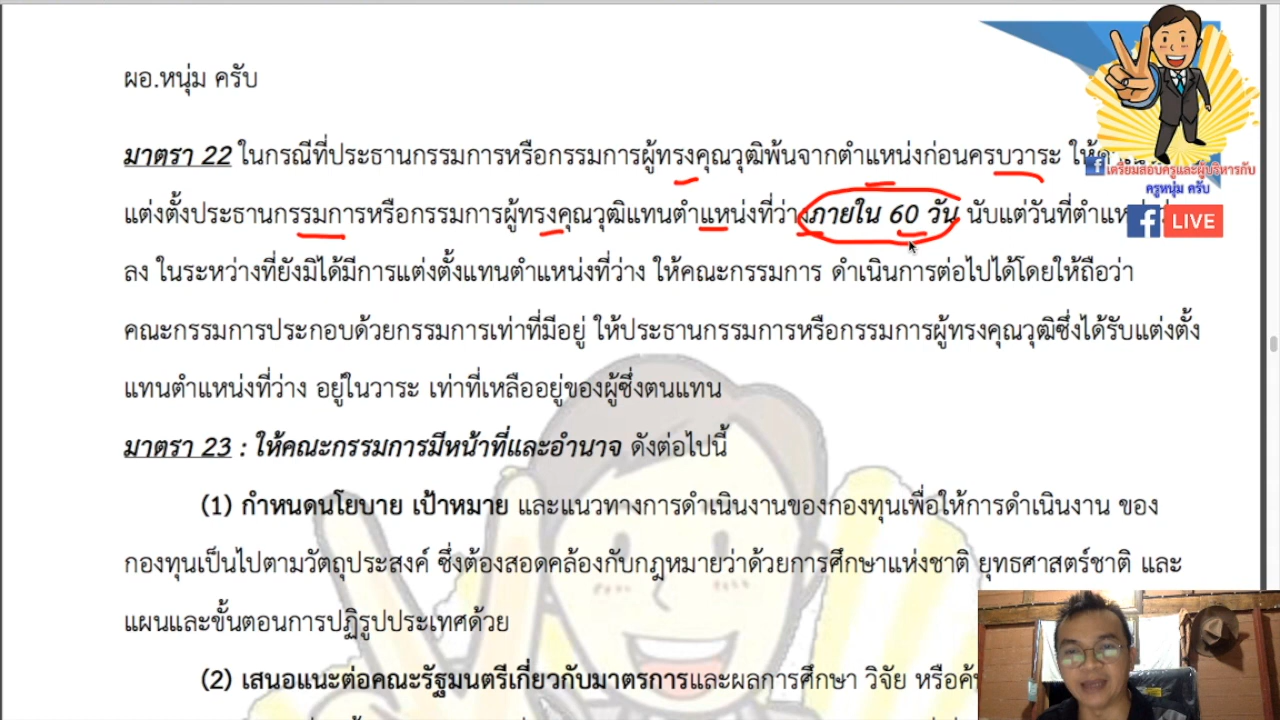 ผอ.หนุ่ม ครับ
มาตรา 22 ในกรณีที่ประธานกรรมการหรือกรรมการผู้ทรงคุณวุฒิพ้นจากตำแหน่งก่อนครบวาระ ให้
แต่งตั้งประธานกรรมการหรือกรรมการผู้ทรงคุณวุฒิแทนตำแหน่งที่ว่างภายใน 60 วัน นับแต่วันที่ตำแหน่ง
ลง ในระหว่างที่ยังมิได้มีการแต่งตั้งแทนตำแหน่งที่ว่าง ให้คณะกรรมการ ดำเนินการต่อไปได้โดยให้ถือว่า
คณะกรรมการประกอบด้วยกรรมการเท่าที่มีอยู่ ให้ประธานกรรมการหรือกรรมการผู้ทรงคุณวุฒิซึ่งได้รับแต่งตั้ง
แทนตำแหน่งที่ว่าง อยู่ในวาระ เท่าที่เหลืออยู่ของผู้ซึ่งตนแทน
มาตรา 23 : ให้คณะกรรมการมีหน้าที่และอำนาจ ดังต่อไปนี้
(1) กำหนดนโยบาย เป้าหมาย และแนวทางการดำเนินงานของกองทุนเพื่อให้การดำเนินงาน ของ
กองทุนเป็นไปตามวัตถุประสงค์ ซึ่งต้องสอดคล้องกับกฎหมายว่าด้วยการศึกษาแห่งชาติ ยุทธศาสตร์ชาติ และ
แผนและขั้นตอนการปฏิรูปประเทศด้วย
(2) เสนอแนะต่อคณะรัฐมนตรีเกี่ยวกับมาตรการและผลการศึกษา วิจัย หรือ
เตรียมสอบครูและผู้บริหารกับ
ครูหนุ่ม ครับ
LIVE